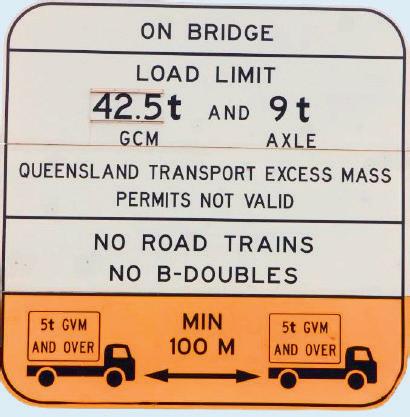 ON BRIDGE
LOAD LIMIT
42.5t AND 9t
GCM AXLE
QUEENSLAND TRANSPORT EXCESS MASS
PERMITS NOT VALID
NO ROAD TRAINS
NO B-DOUBLES
5t GVM
AND OVER
MIN
100 M
5t GVM
AND OVER